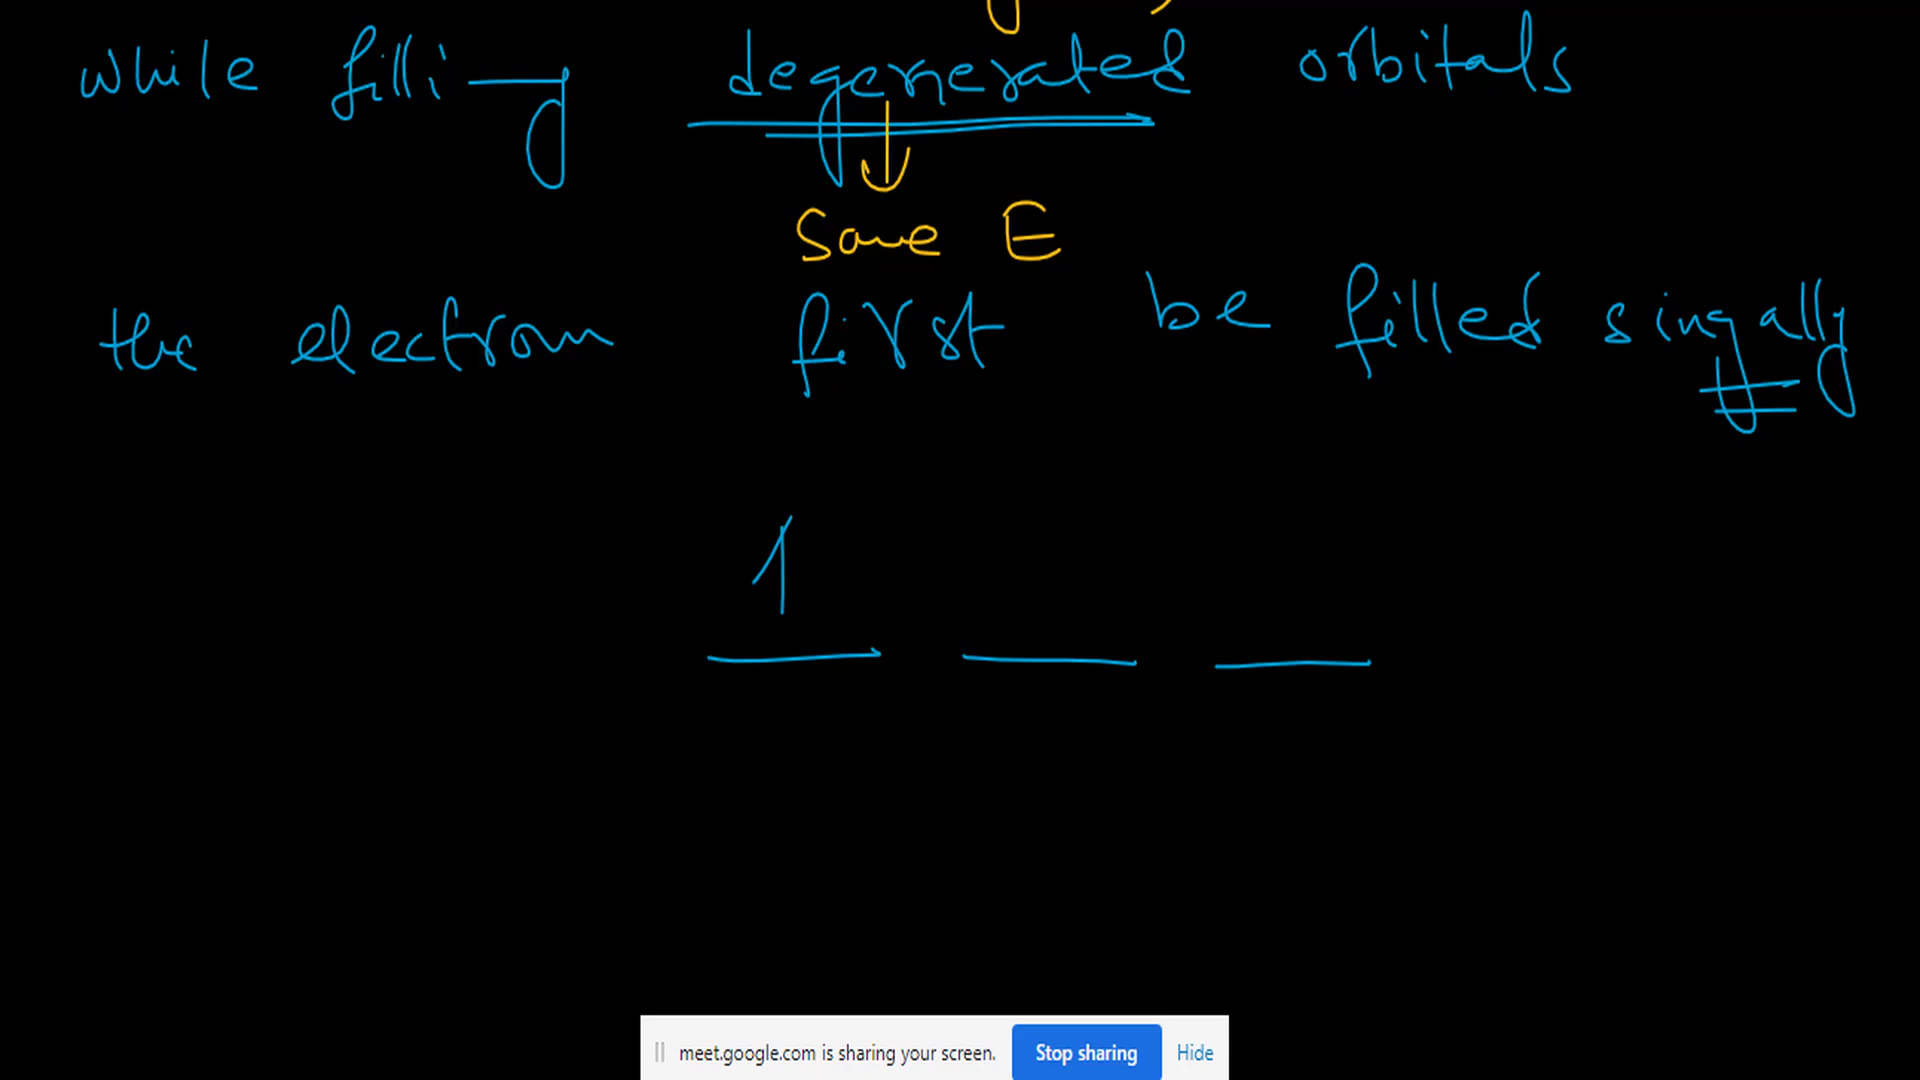 while filling degenerated orbitals
Same E
the electron first be filled singally
1
meet.google.com is sharing your screen. Stop sharing Hide